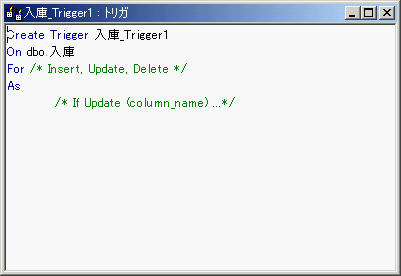 入庫_Trigger1 : トリガ
Create Trigger 入庫_Trigger1
On dbo.入庫
For /* Insert, Update, Delete */
As
/* If Update (column_name) ...*/